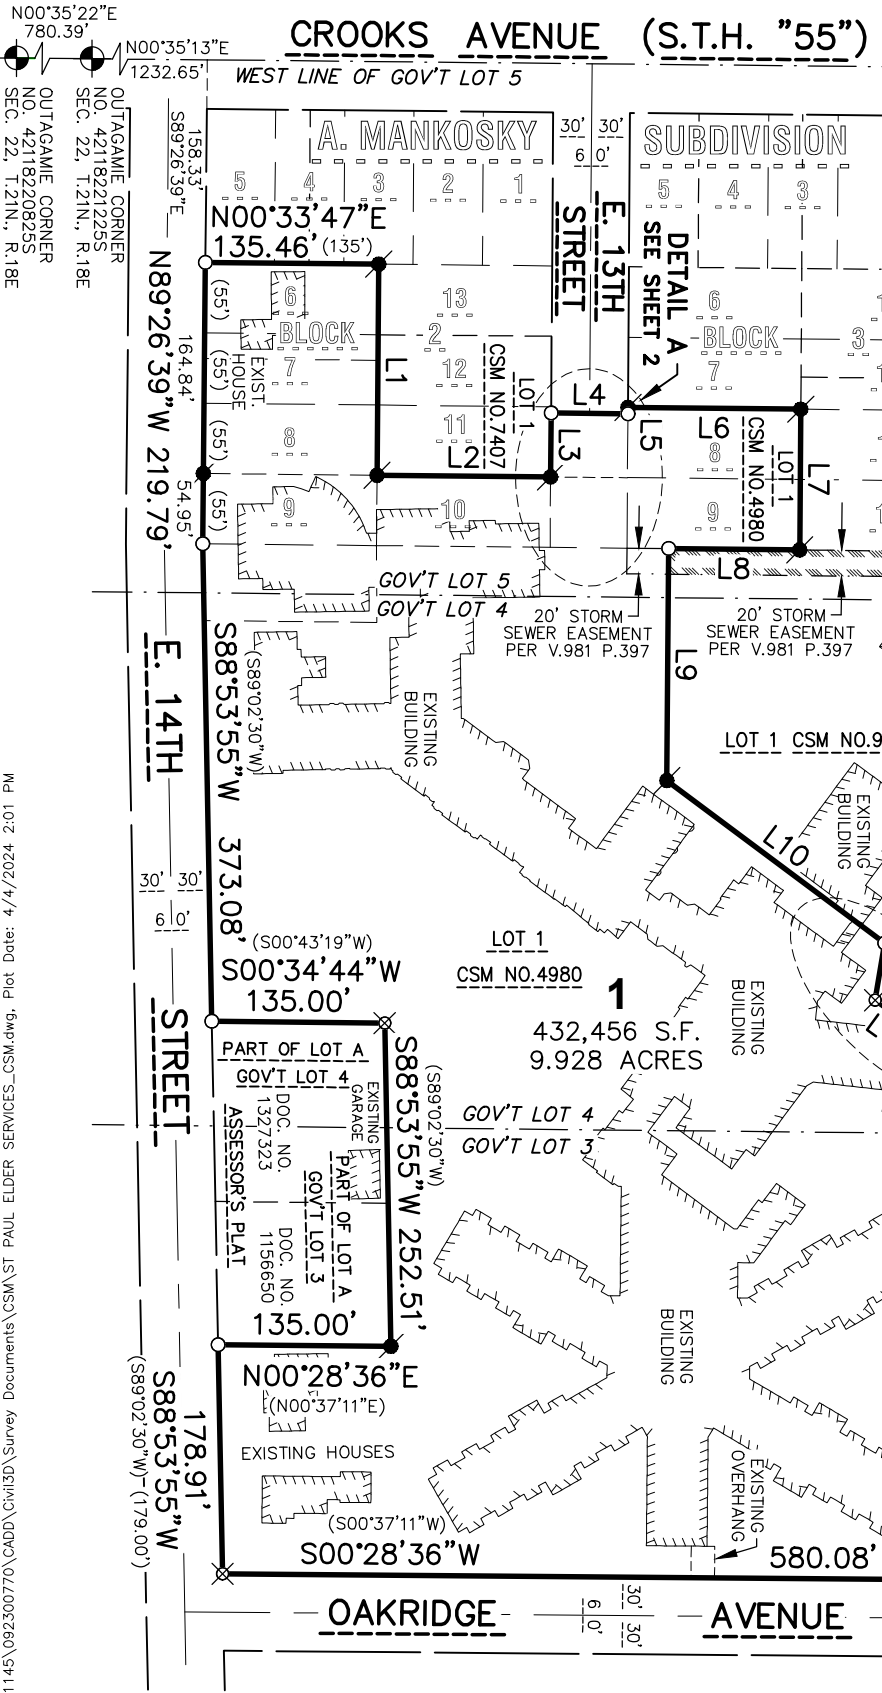 N00°35'22"E
780.39'
N00°35'13"E
1232.65'
CROOKS AVENUE (S.T.H. "55")
WEST LINE OF GOV'T LOT 5
OUTAGAMIE CORNER
NO. 42118221225S
SEC. 22, T.21N., R.18E
OUTAGAMIE CORNER
NO. 42118220825S
SEC. 22, T.21N., R.18E
158.33'
S89°26'39"E
A. MANKOSKY
SUBDIVISION
30' 30'
60'
5 4 3 2 1
5 4 3
E. 13TH
STREET
DETAIL A
SEE SHEET 2
N00°33'47"E
135.46' (135')
N89°26'39"W 219.79'
164.84'
54.95'
(55')
(55')
(55')
(55')
6
BLOCK 2
7
8
9
13
12
11
10
EXIST.
HOUSE
L1
L2
L3
L4
L5
L6
L7
L8
L9
L10
LOT 1
CSM NO.7407
6
BLOCK 3
7
8
9
LOT 1
CSM NO.4980
GOV'T LOT 5
GOV'T LOT 4
20' STORM
SEWER EASEMENT
PER V.981 P.397
20' STORM
SEWER EASEMENT
PER V.981 P.397
E. 14TH
STREET
S88°53'55"W 373.08'
(S89°02'30"W)
EXISTING
BUILDING
LOT 1 CSM NO.9
EXISTING
BUILDING
30' 30'
60'
(S00°43'19"W)
S00°34'44"W
135.00'
LOT 1
CSM NO.4980
1
432,456 S.F.
9.928 ACRES
EXISTING
BUILDING
PART OF LOT A
GOV'T LOT 4
DOC. NO.
1327323
EXISTING
GARAGE
ASSESSOR'S PLAT
PART OF LOT A
GOV'T LOT 3
DOC. NO.
1156650
S88°53'55"W 252.51'
(S89°02'30"W)
GOV'T LOT 4
GOV'T LOT 3
135.00'
N00°28'36"E
(N00°37'11"E)
EXISTING
BUILDING
EXISTING HOUSES
178.91'
S88°53'55"W
(S89°02'30"W)-(179.00')
EXISTING
OVERHANG
(S00°37'11"W)
S00°28'36"W 580.08'
OAKRIDGE AVENUE
30' 30'
60'
1145\092300770\CADD\Civil3D\Survey Documents\CSM\ST PAUL ELDER SERVICES_CSM.dwg, Plot Date: 4/4/2024 2:01 PM